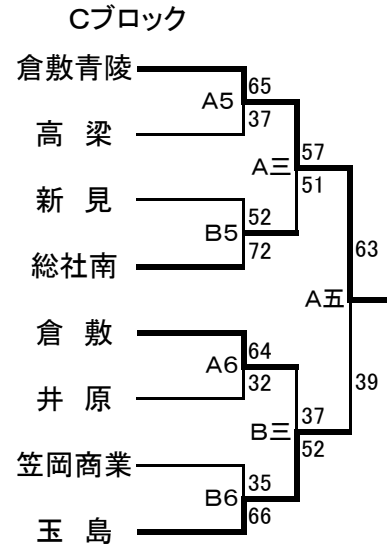 Cブロック
倉敷青陵
65
A5
37
高 梁
57
A三
51
新 見
52
B5
72
63
総社南
A五
倉 敷
64
A6
32
39
井 原
37
B三
52
笠岡商業
35
B6
66
玉 島